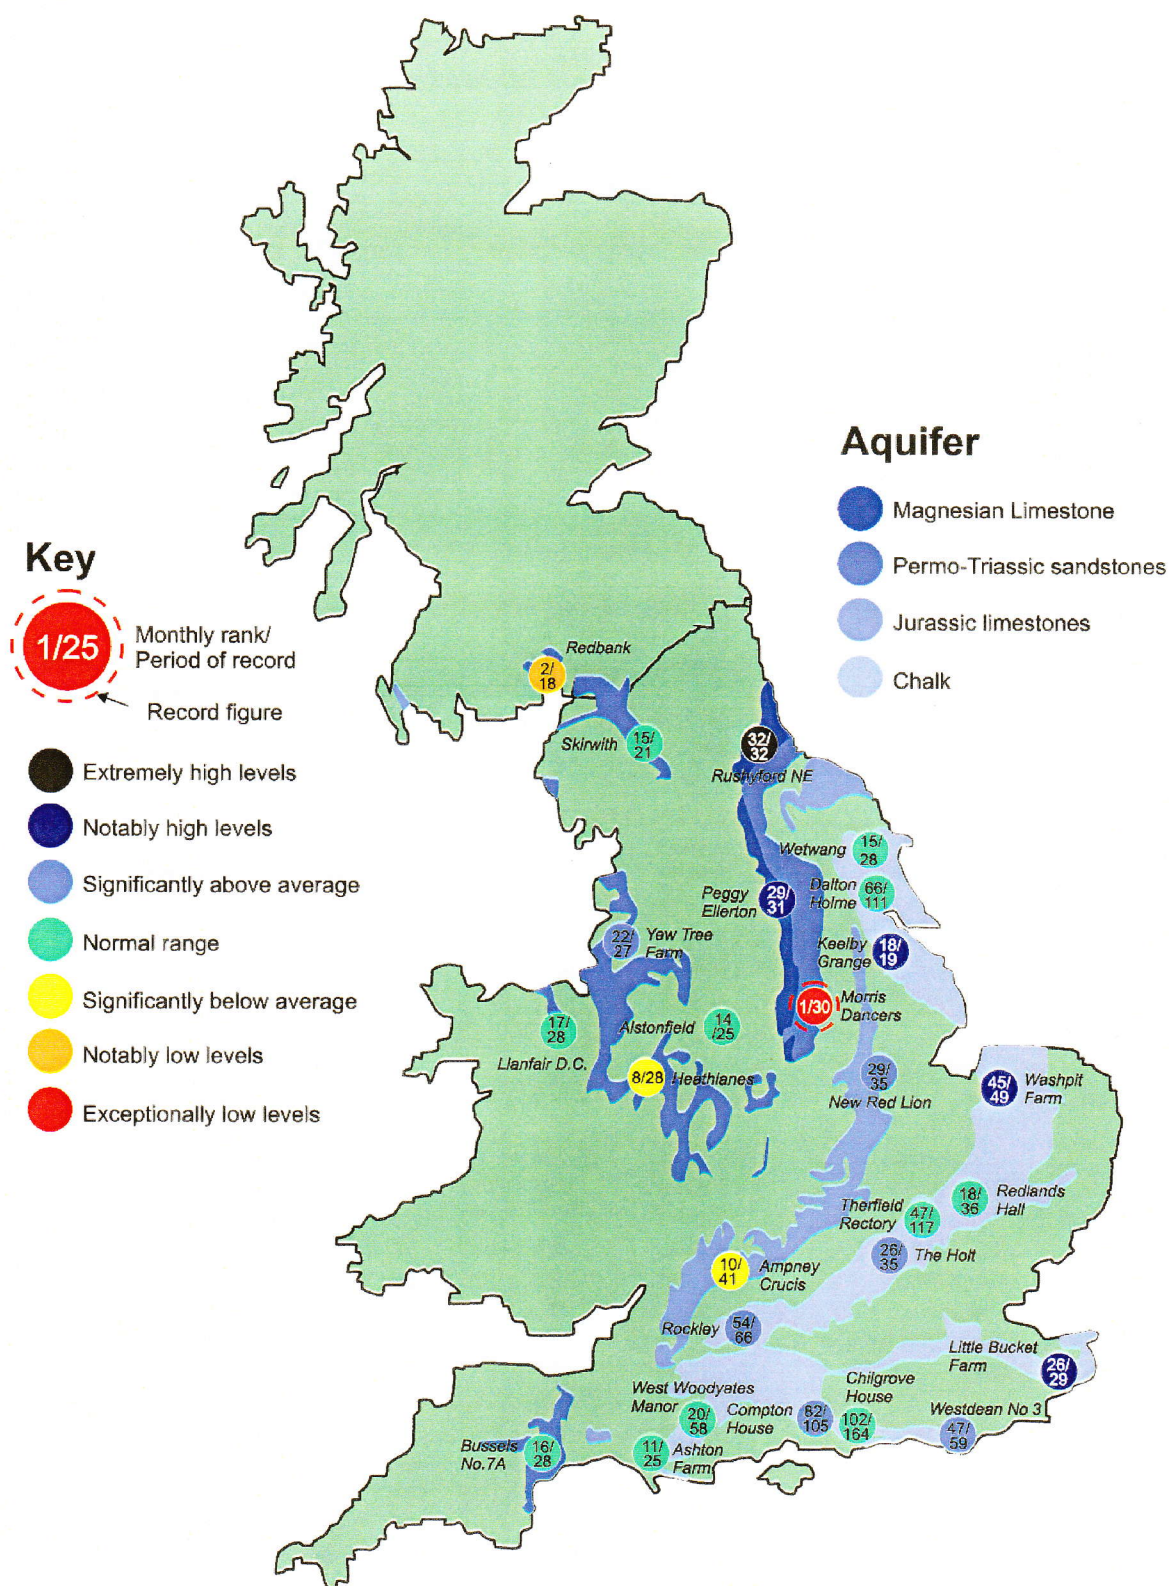 Aquifer
Magnesian Limestone
Permo-Triassic sandstones
Jurassic limestones
Chalk
Key
1/25
Monthly rank/
Period of record
Record figure
Extremely high levels
Notably high levels
Significantly above average
Normal range
Significantly below average
Notably low levels
Exceptionally low levels
Redbank
2/
18
Skirwith
15/
21
32/
32
Rushyford NE
Wetwang
15/
28
Dalton
Holme
66/
111
Peggy
Ellerton
29/
31
Keelby
Grange
18/
19
22/
27
Yew Tree
Farm
1/30
Morris
Dancers
17/
28
Llanfair D.C.
Alstonfield
14
/25
8/28
Heathlanes
29/
35
New Red Lion
45/
49
Washpit
Farm
18/
36
Redlands
Hall
Therfield
Rectory
47/
117
26/
35
The Holt
10/
41
Ampney
Crucis
Rockley
54/
66
Little Bucket
Farm
26/
29
Chilgrove
House
102/
164
West Woodyates
Manor
20/
58
Compton
House
82/
105
Westdean No 3
47/
59
Bussels
No.7A
16/
28
11/
25
Ashton
Farm